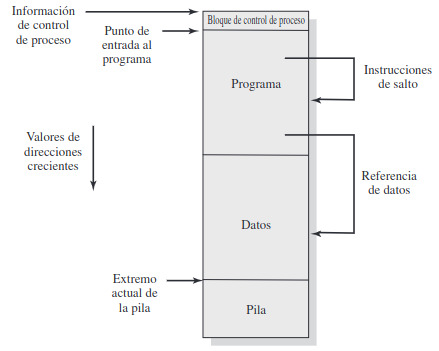 Información
de control
de proceso
Bloque de control de proceso
Punto de
entrada al
programa
Programa
Instrucciones
de salto
Valores de
direcciones
crecientes
Referencia
de datos
Datos
Extremo
actual de
la pila
Pila